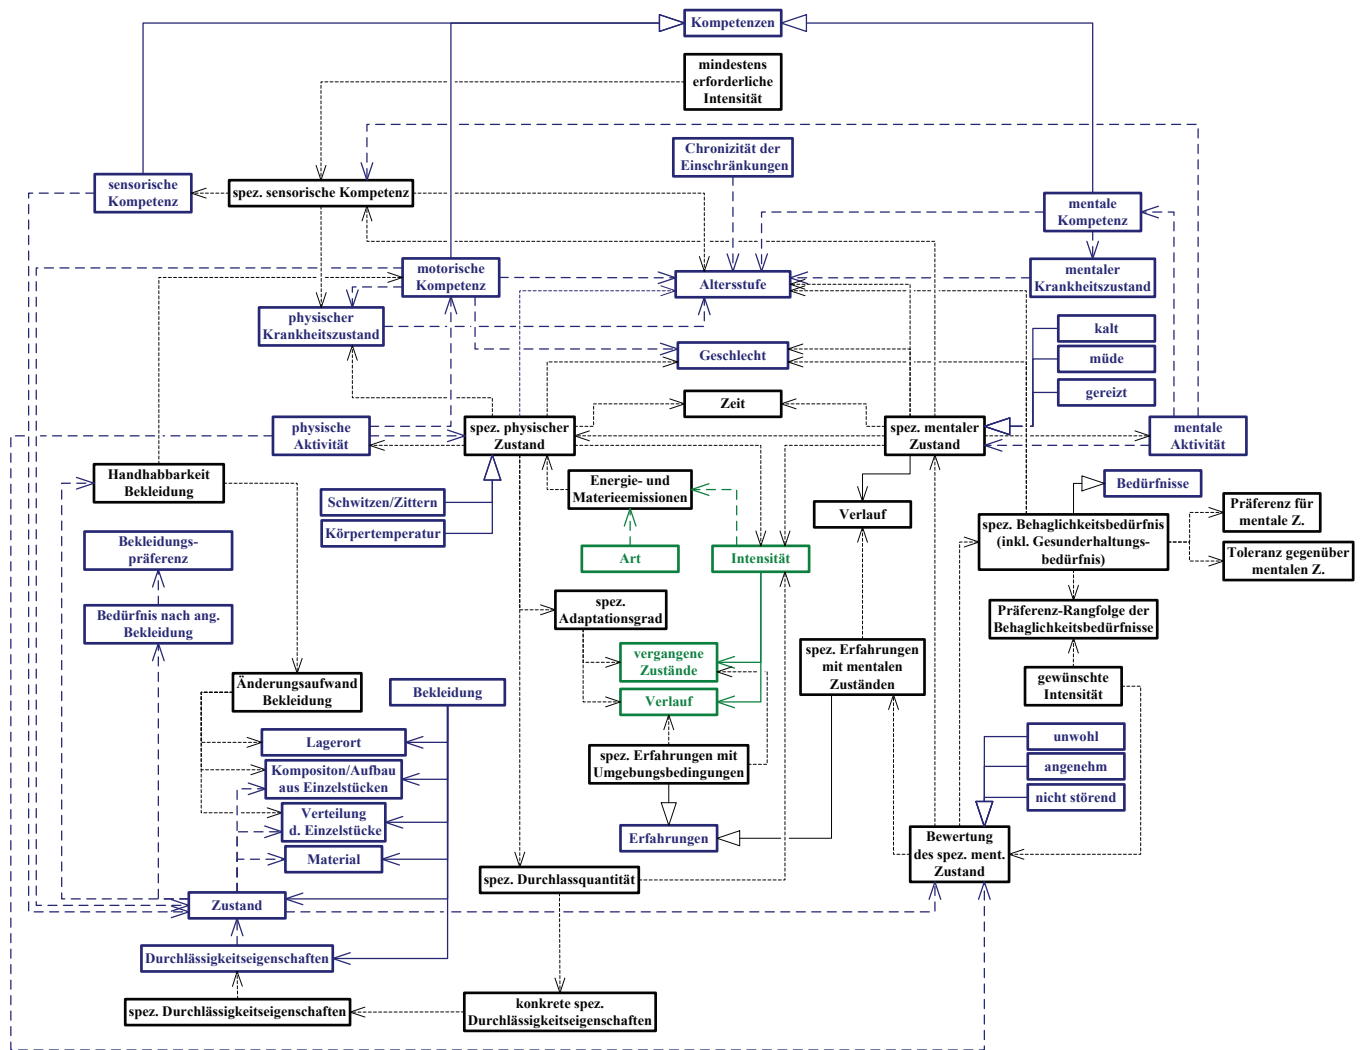 Kompetenzen
mindestens
erforderliche
Intensität
Chronizität der
Einschränkungen
sensorische
Kompetenz
spez. sensorische Kompetenz
mentale
Kompetenz
motorische
Kompetenz
Altersstufe
mentaler
Krankheitszustand
physischer
Krankheitszustand
kalt
Geschlecht
müde
gereizt
Zeit
physische
Aktivität
spez. physischer
Zustand
spez. mentaler
Zustand
mentale
Aktivität
Handhabbarkeit
Bekleidung
Energie- und
Materieemissionen
Bedürfnisse
Schwitzen/Zittern
Körpertemperatur
Verlauf
Präferenz für
mentale Z.
spez. Behaglichkeitsbedürfnis
(inkl. Gesunderhaltungs-
bedürfnis)
Bekleidungs-
präferenz
Art
Intensität
Toleranz gegenüber
mentalen Z.
Bedürfnis nach ang.
Bekleidung
spez.
Adaptationsgrad
Präferenz-Rangfolge der
Behaglichkeitsbedürfnisse
vergangene
Zustände
spez. Erfahrungen
mit mentalen
Zuständen
Änderungsaufwand
Bekleidung
Bekleidung
Verlauf
gewünschte
Intensität
Lagerort
unwohl
Kompositon/Aufbau
aus Einzelstücken
spez. Erfahrungen mit
Umgebungsbedingungen
angenehm
nicht störend
Verteilung
d. Einzelstücke
Erfahrungen
Bewertung
des spez. ment.
Zustand
Material
spez. Durchlassquantität
Zustand
Durchlässigkeitseigenschaften
spez. Durchlässigkeitseigenschaften
konkrete spez.
Durchlässigkeitseigenschaften